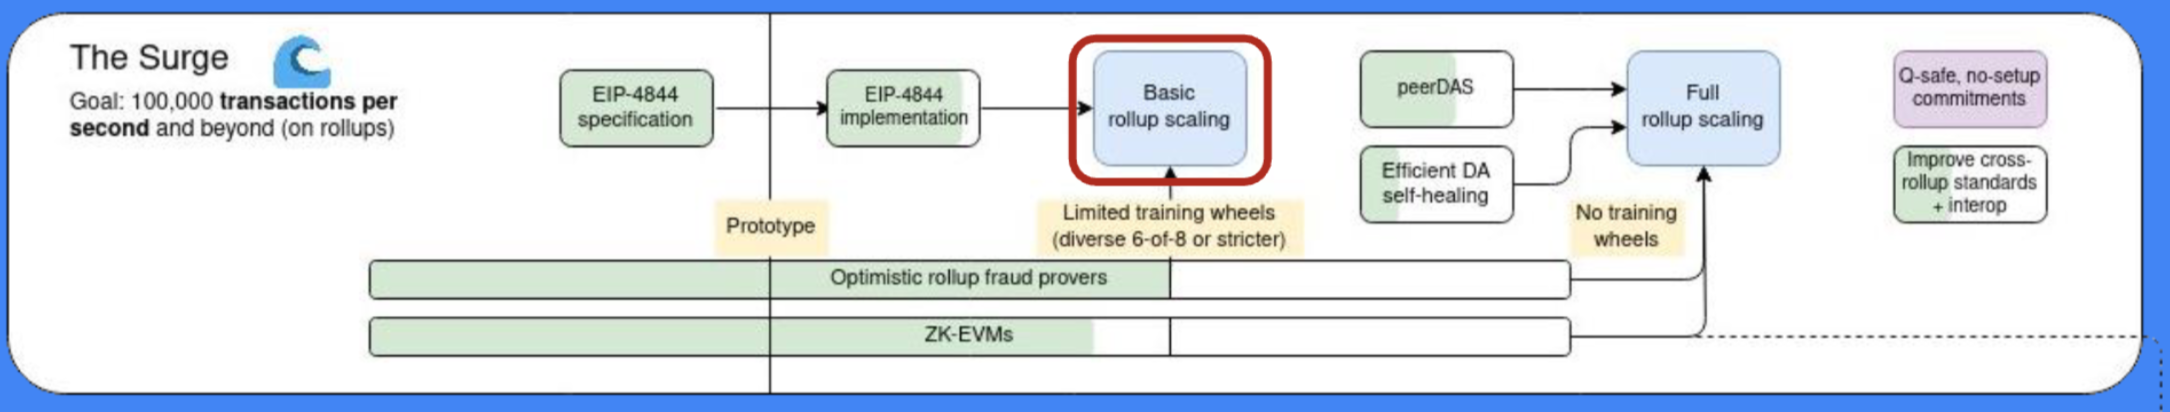 The Surge
Goal: 100,000 transactions per
second and beyond (on rollups)
EIP-4844
specification
EIP-4844
implementation
Basic
rollup scaling
peerDAS
Efficient DA
self-healing
Full
rollup scaling
Q-safe, no-setup
commitments
Improve cross-
rollup standards
+ interop
Prototype
Limited training wheels
(diverse 6-of-8 or stricter)
No training
wheels
Optimistic rollup fraud provers
ZK-EVMs